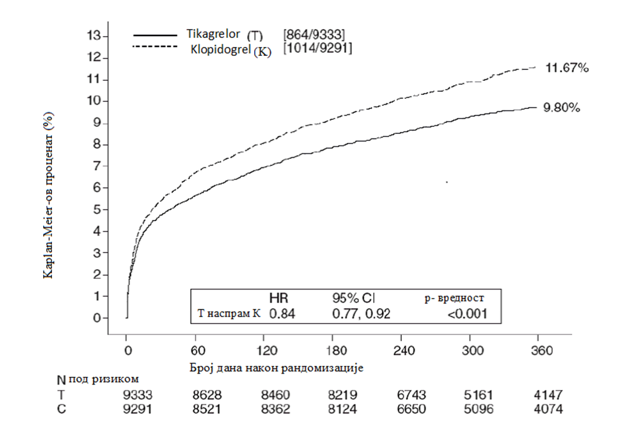 Tikagrelor (T) [864/9333]
Klopidogrel (K) [1014/9291]
Kaplan-Meier-ов проценат (%)
13
12
11
10
9
8
7
6
5
4
3
2
1
0
11.67%
9.80%
HR 95% CI р- вредност
Т наспрам К 0.84 0.77, 0.92 <0.001
0 60 120 180 240 300 360
Број дана након рандомизације
N под ризиком
T 9333 8628 8460 8219 6743 5161 4147
C 9291 8521 8362 8124 6650 5096 4074